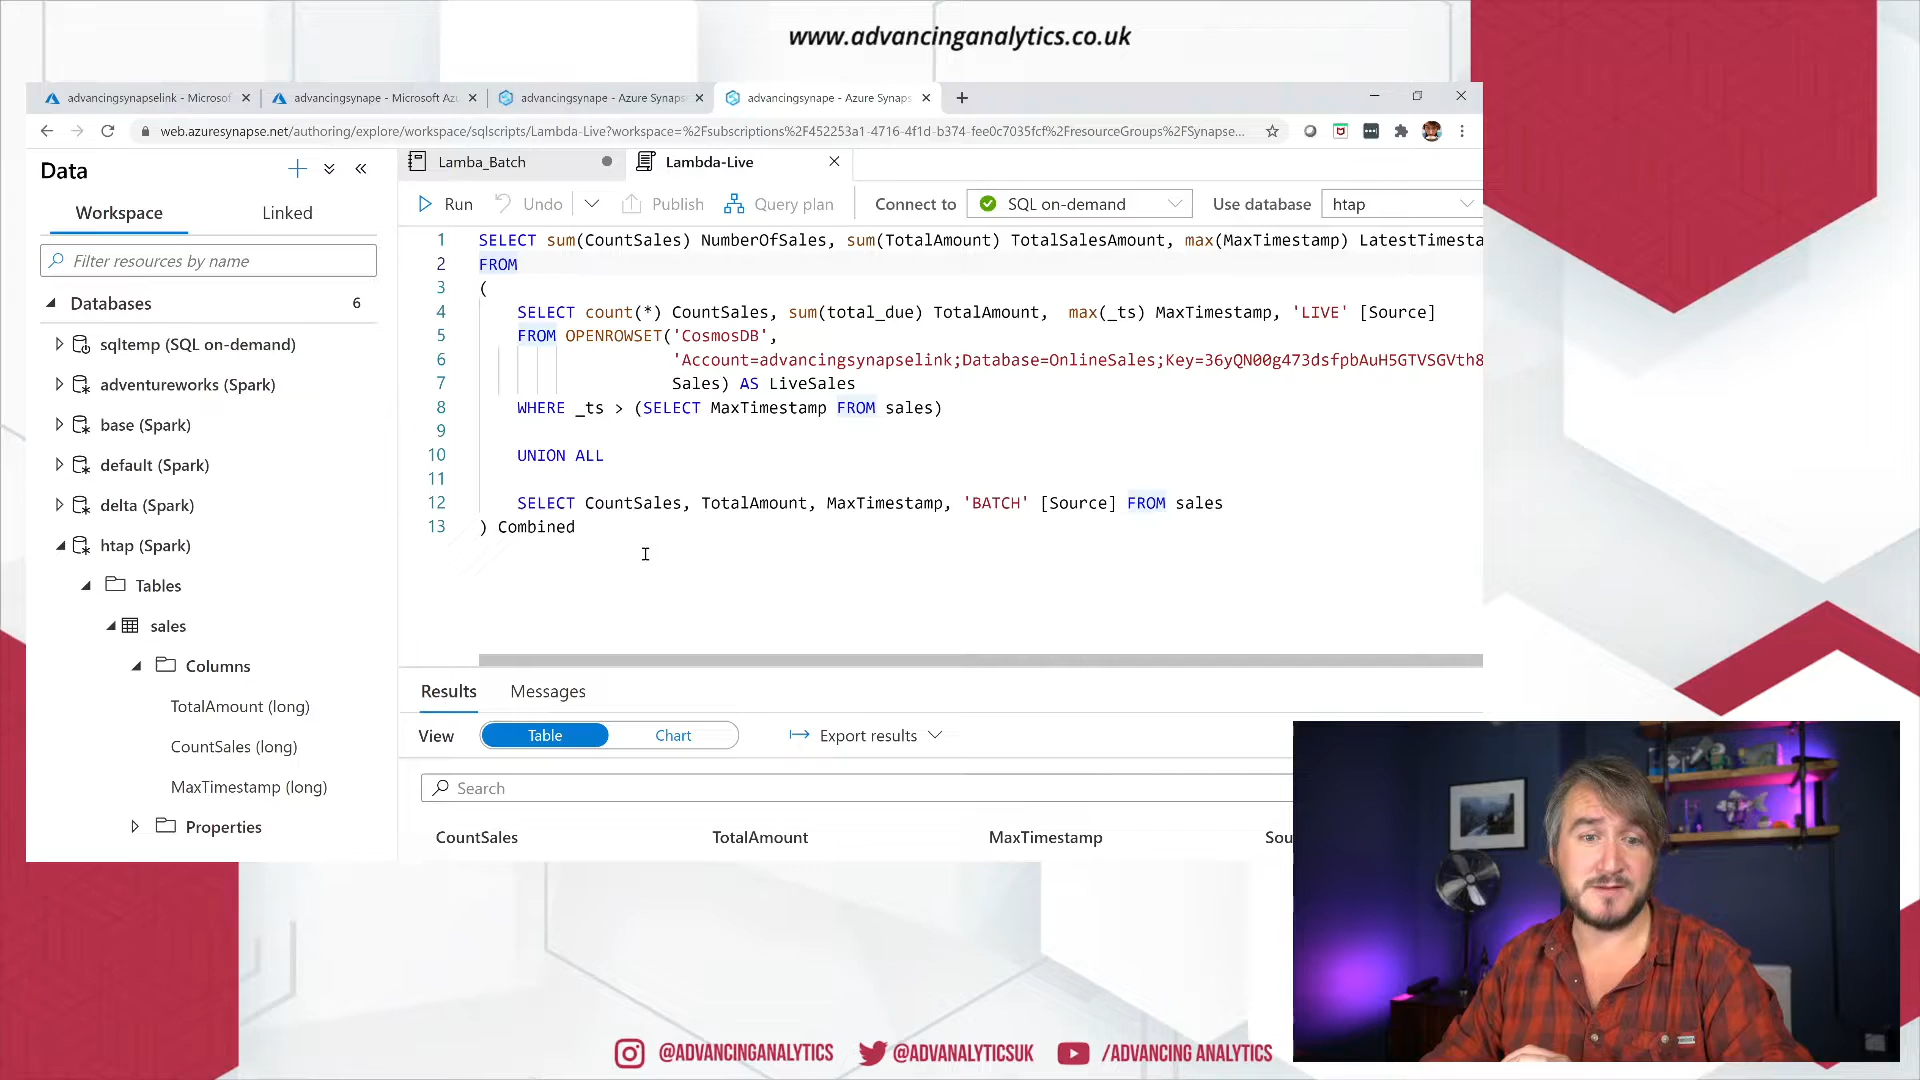 www.advancinganalytics.co.uk
advancingsynapselink - Microsof
advancingsynape - Microsoft Azu
advancingsynape - Azure Synaps
advancingsynape - Azure Synaps
web.azuresynapse.net/authoring/explore/workspace/sqlscripts/Lambda-Live?workspace=%2Fsubscriptions%2F452253a1-4716-4f1d-b374-fee0c7035fcf%2FresourceGroups%2FSynapse...
Data
Workspace
Linked
Filter resources by name
Databases 6
sqltemp (SQL on-demand)
adventureworks (Spark)
base (Spark)
default (Spark)
delta (Spark)
htap (Spark)
Tables
sales
Columns
TotalAmount (long)
CountSales (long)
MaxTimestamp (long)
Properties
Lamba_Batch
Lambda-Live
Run
Undo
Publish
Query plan
Connect to
SQL on-demand
Use database
htap
1 SELECT sum(CountSales) NumberOfSales, sum(TotalAmount) TotalSalesAmount, max(MaxTimestamp) LatestTimesta
2 FROM
3 (
4 SELECT count(*) CountSales, sum(total_due) TotalAmount, max(_ts) MaxTimestamp, 'LIVE' [Source]
5 FROM OPENROWSET('CosmosDB',
6 'Account=advancingsynapselink;Database=OnlineSales;Key=36yQN00g473dsfpbAuH5GTVSGVth8
7 Sales) AS LiveSales
8 WHERE _ts > (SELECT MaxTimestamp FROM sales)
9
10 UNION ALL
11
12 SELECT CountSales, TotalAmount, MaxTimestamp, 'BATCH' [Source] FROM sales
13 ) Combined
Results
Messages
View
Table
Chart
Export results
Search
CountSales
TotalAmount
MaxTimestamp
Sou
@ADVANCINGANALYTICS
@ADVANALYTICSUK
/ADVANCING ANALYTICS